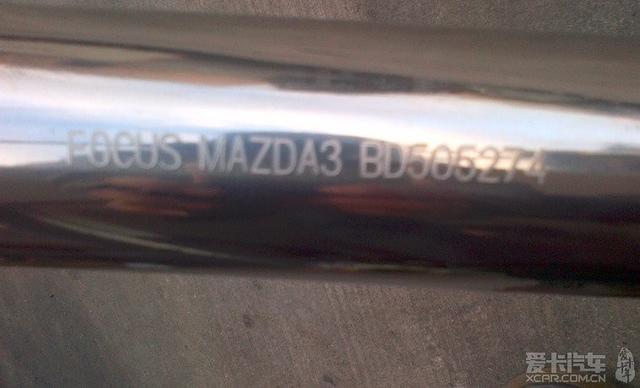 FOCUS MAZDA3 BD505274
爱卡汽车
XCAR.COM.CN